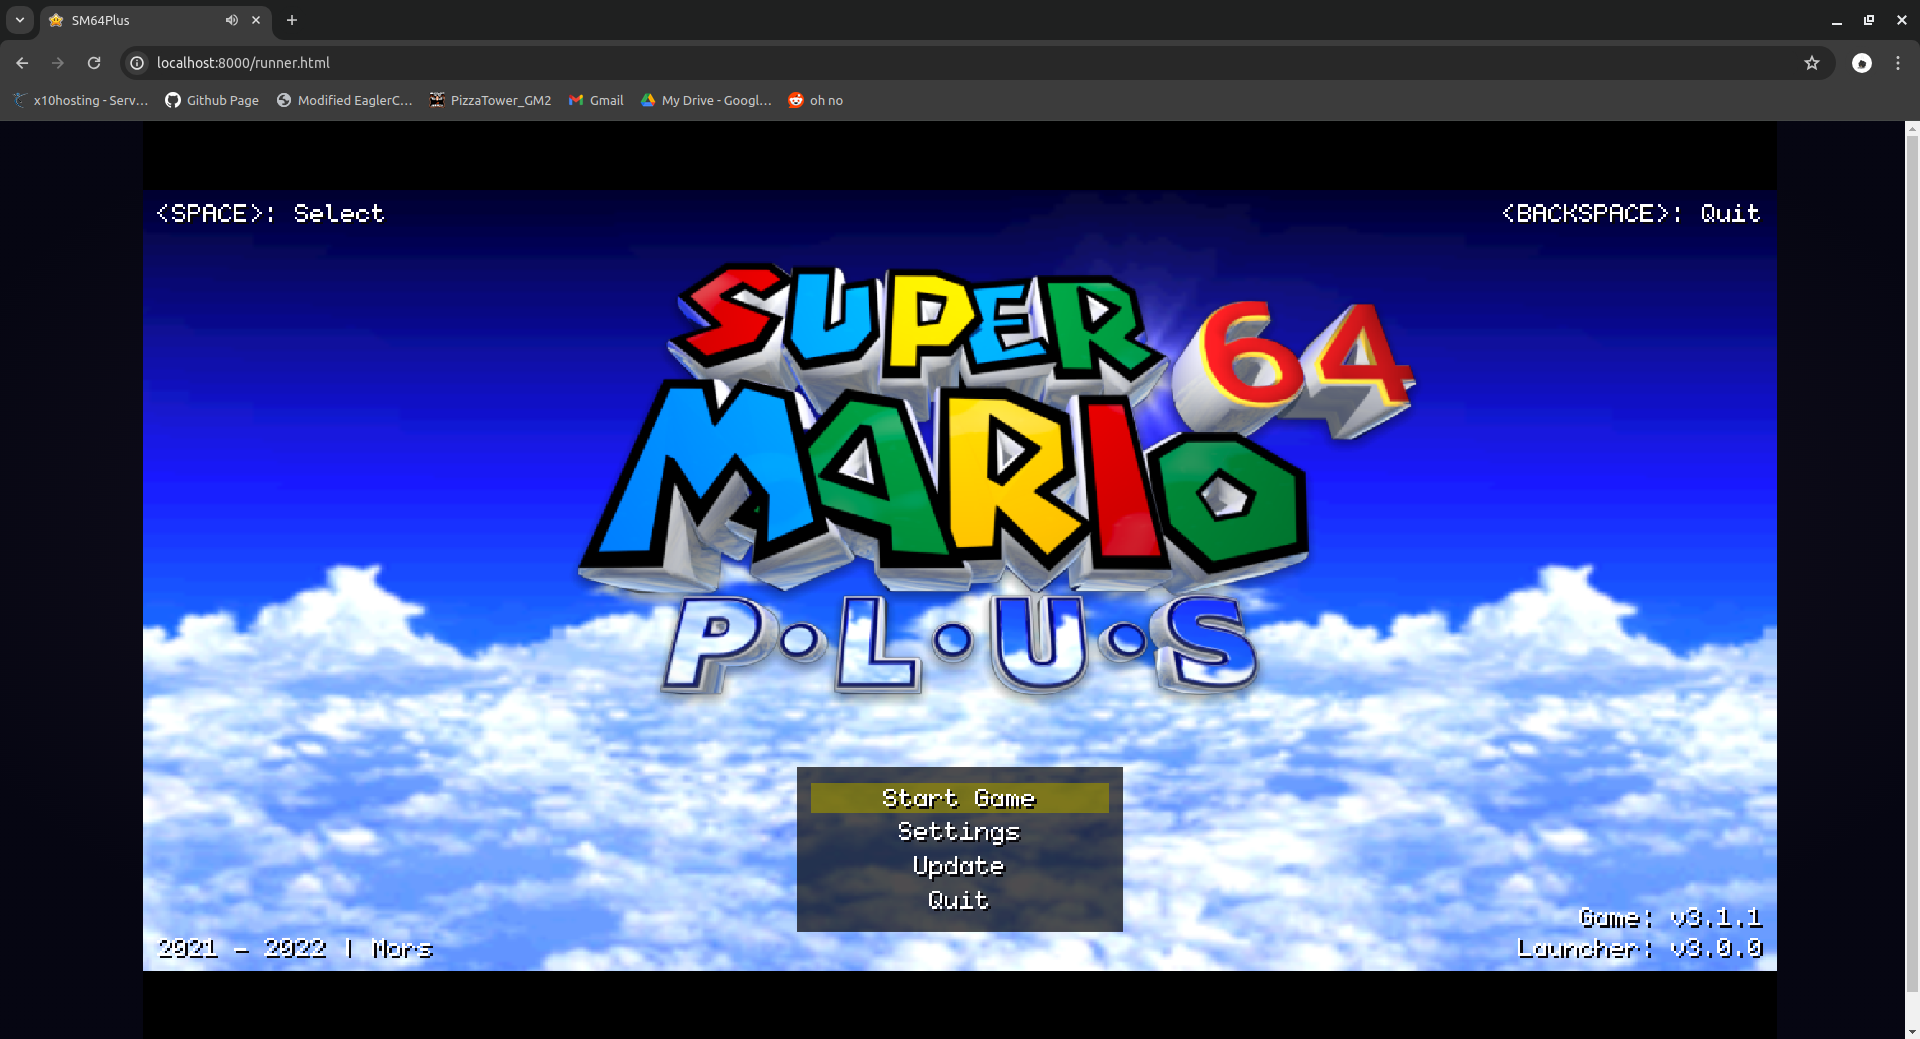 SM64Plus
localhost:8000/runner.html
x10hosting - Serv... Github Page Modified EaglerC... PizzaTower_GM2 Gmail My Drive - Googl... oh no
<SPACE>: Select <BACKSPACE>: Quit
SUPER
MARIO 64
P•L•U•S
Start Game
Settings
Update
Quit
Game: v3.1.1
2021 - 2022 | Mors Launcher: v3.0.0